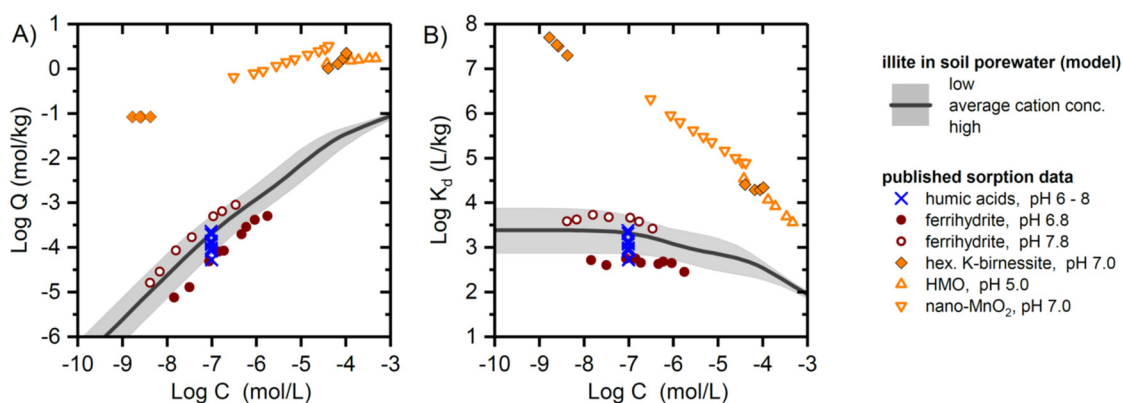 A)
1
0
-1
-2
-3
-4
-5
-6
Log Q (mol/kg)
-10 -9 -8 -7 -6 -5 -4 -3
Log C (mol/L)
B)
8
7
6
5
4
3
2
1
Log Kd (L/kg)
-10 -9 -8 -7 -6 -5 -4 -3
Log C (mol/L)
illite in soil porewater (model)
low
average cation conc.
high
published sorption data
humic acids, pH 6 - 8
ferrihydrite, pH 6.8
ferrihydrite, pH 7.8
hex. K-birnessite, pH 7.0
HMO, pH 5.0
nano-MnO2, pH 7.0